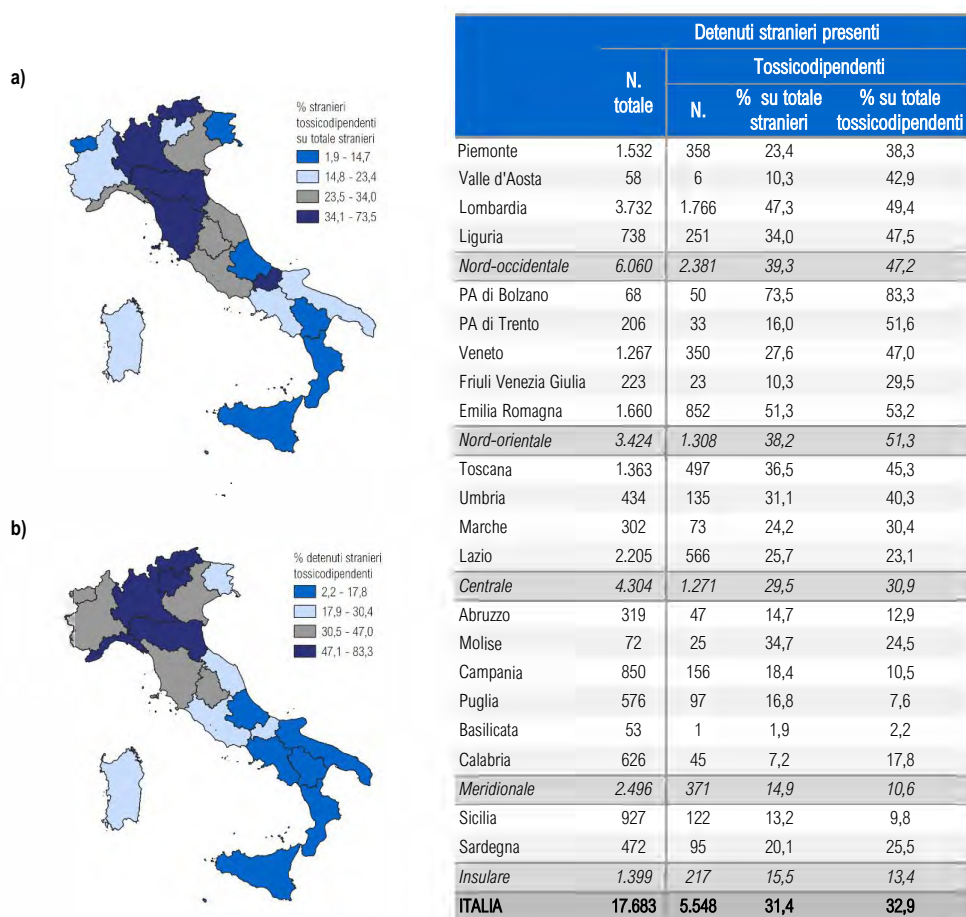 a)
% stranieri
tossicodipendenti
su totale stranieri
1,9 - 14,7
14,8 - 23,4
23,5 - 34,0
34,1 - 73,5
b)
% detenuti stranieri
tossicodipendenti
2,2 - 17,8
17,9 - 30,4
30,5 - 47,0
47,1 - 83,3
Detenuti stranieri presenti
N. totale
Tossicodipendenti
N.
% su totale stranieri
% su totale tossicodipendenti
Piemonte 1.532 358 23,4 38,3
Valle d'Aosta 58 6 10,3 42,9
Lombardia 3.732 1.766 47,3 49,4
Liguria 738 251 34,0 47,5
Nord-occidentale 6.060 2.381 39,3 47,2
PA di Bolzano 68 50 73,5 83,3
PA di Trento 206 33 16,0 51,6
Veneto 1.267 350 27,6 47,0
Friuli Venezia Giulia 223 23 10,3 29,5
Emilia Romagna 1.660 852 51,3 53,2
Nord-orientale 3.424 1.308 38,2 51,3
Toscana 1.363 497 36,5 45,3
Umbria 434 135 31,1 40,3
Marche 302 73 24,2 30,4
Lazio 2.205 566 25,7 23,1
Centrale 4.304 1.271 29,5 30,9
Abruzzo 319 47 14,7 12,9
Molise 72 25 34,7 24,5
Campania 850 156 18,4 10,5
Puglia 576 97 16,8 7,6
Basilicata 53 1 1,9 2,2
Calabria 626 45 7,2 17,8
Meridionale 2.496 371 14,9 10,6
Sicilia 927 122 13,2 9,8
Sardegna 472 95 20,1 25,5
Insulare 1.399 217 15,5 13,4
ITALIA 17.683 5.548 31,4 32,9